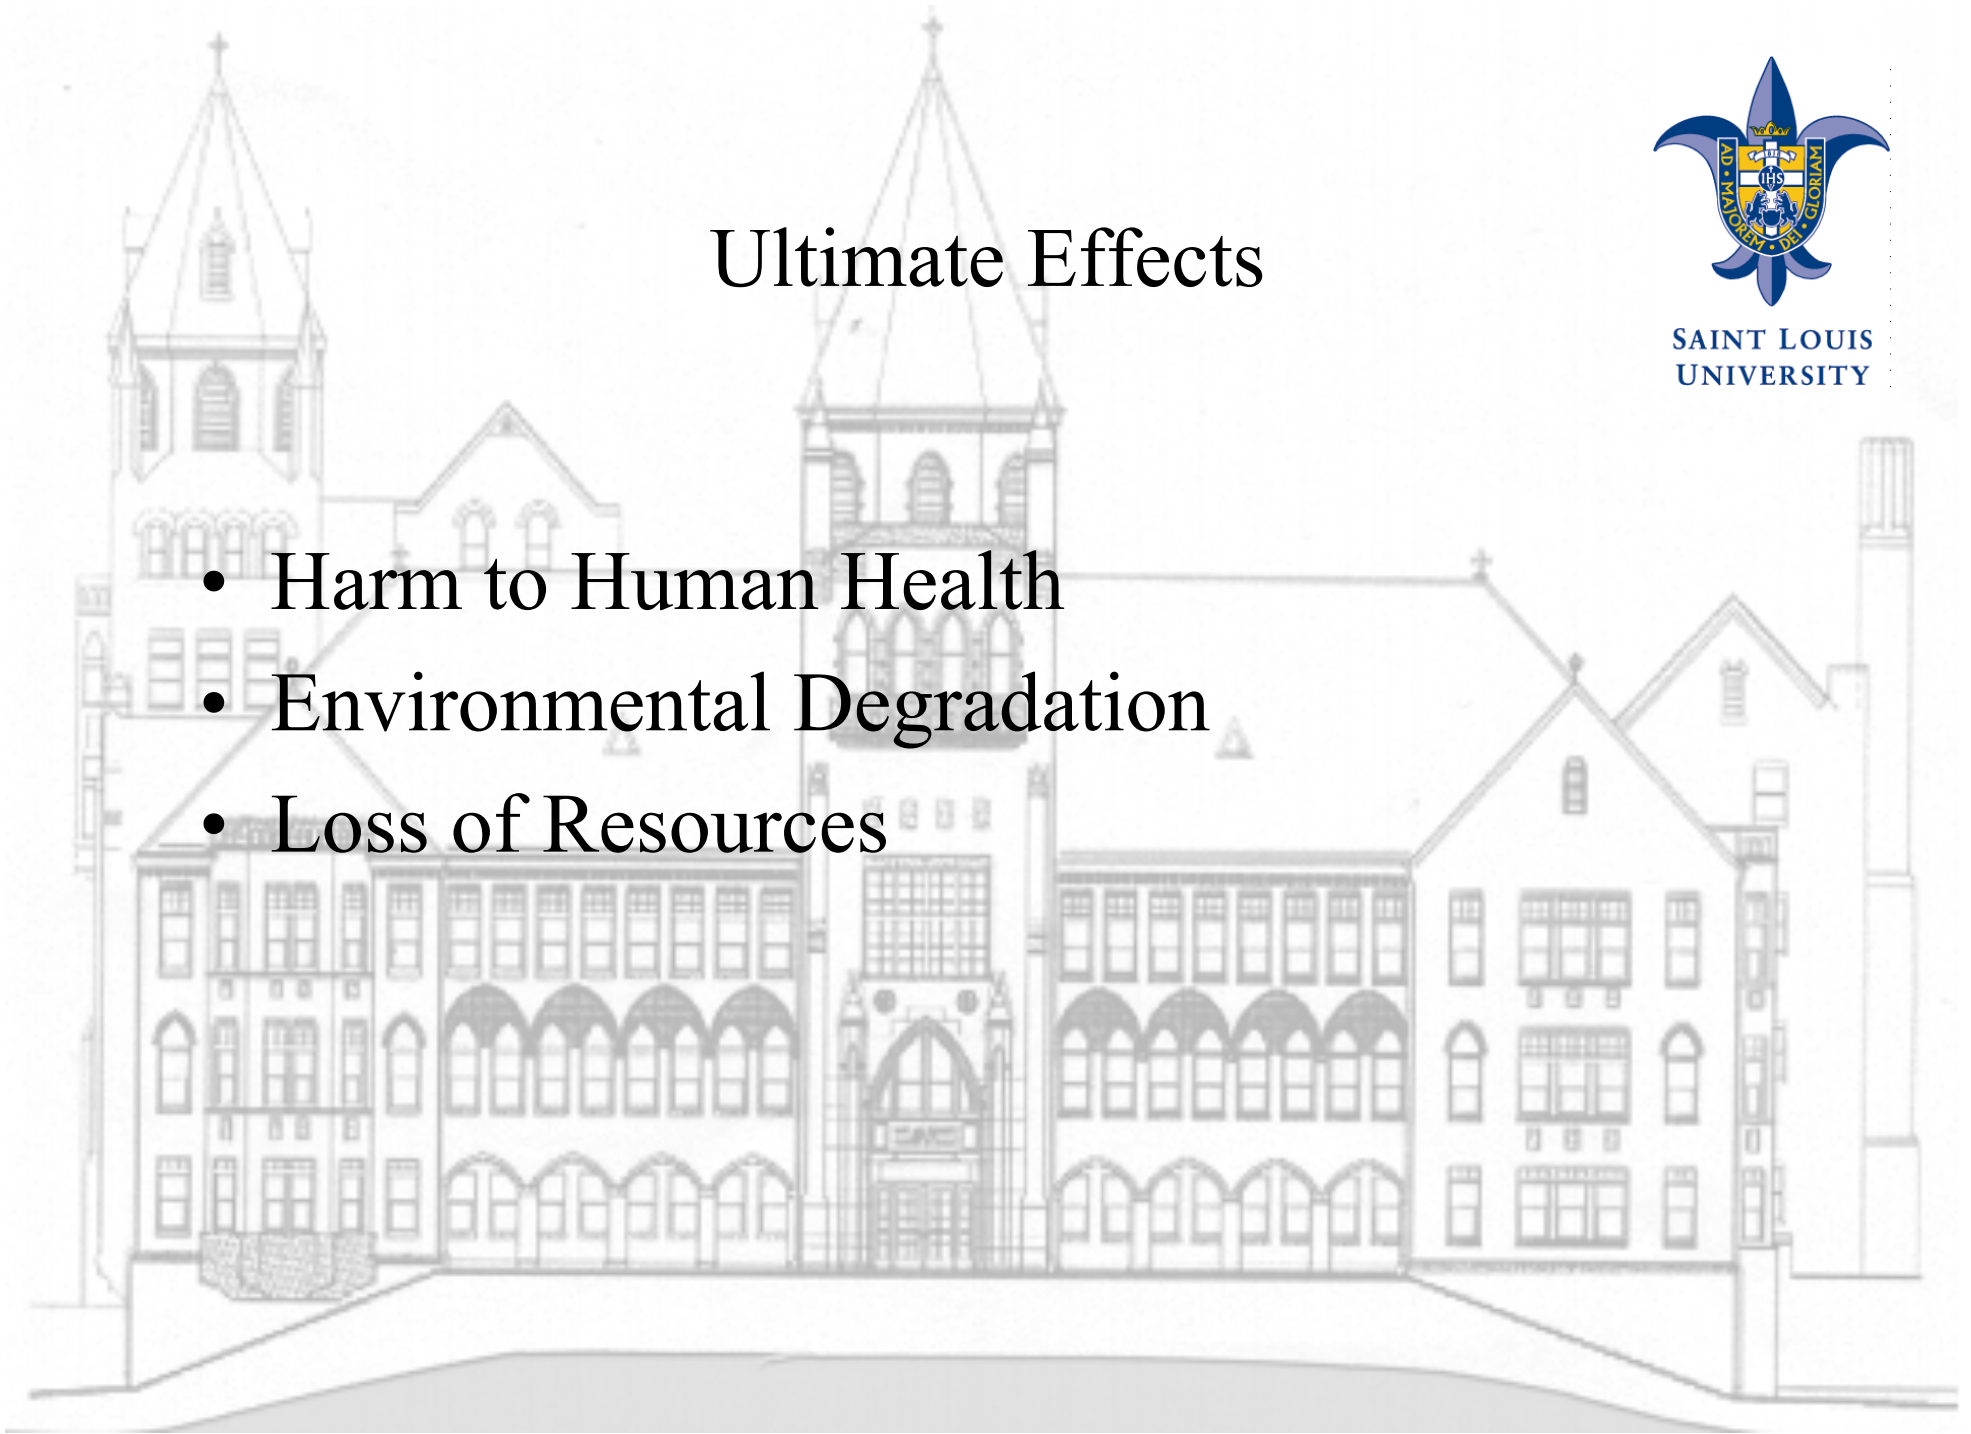 Ultimate Effects
AD • MAJOREM • DEI • GLORIAM
IHS
SAINT LOUIS
UNIVERSITY
• Harm to Human Health
• Environmental Degradation
• Loss of Resources